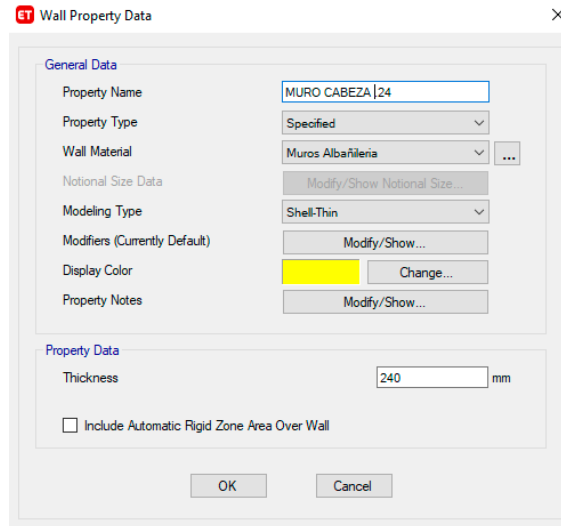 ET Wall Property Data
General Data
Property Name MURO CABEZA .24
Property Type Specified
Wall Material Muros Albañileria ...
Notional Size Data Modify/Show Notional Size...
Modeling Type Shell-Thin
Modifiers (Currently Default) Modify/Show...
Display Color Change...
Property Notes Modify/Show...
Property Data
Thickness 240 mm
Include Automatic Rigid Zone Area Over Wall
OK Cancel